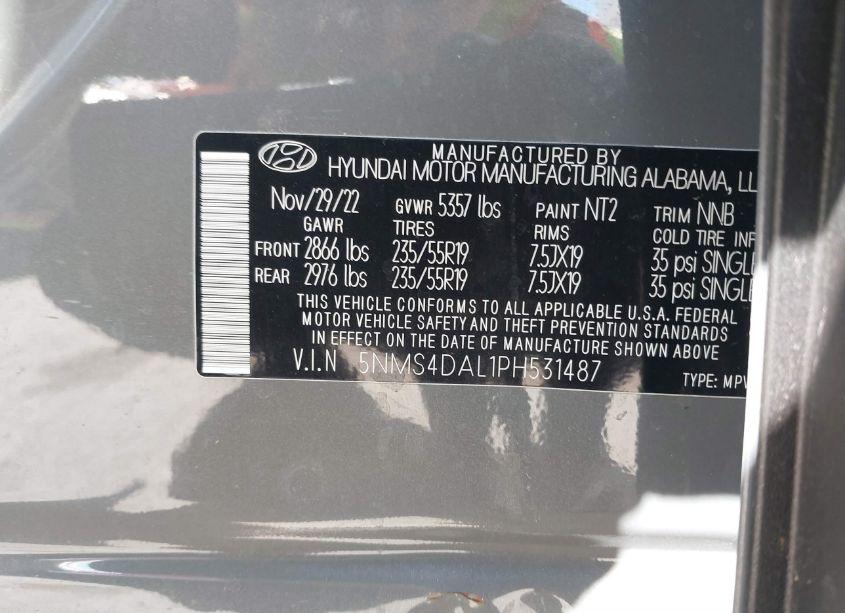 MANUFACTURED BY
HYUNDAI MOTOR MANUFACTURING ALABAMA, LL
Nov/29/22 GVWR 5357 lbs PAINT NT2 TRIM NNB
GAWR TIRES RIMS COLD TIRE INF
FRONT 2866 lbs 235/55R19 7.5JX19 35 psi SINGLE
REAR 2976 lbs 235/55R19 7.5JX19 35 psi SINGLE
THIS VEHICLE CONFORMS TO ALL APPLICABLE U.S.A. FEDERAL
MOTOR VEHICLE SAFETY AND THEFT PREVENTION STANDARDS
IN EFFECT ON THE DATE OF MANUFACTURE SHOWN ABOVE
V.I.N 5NMS4DAL1PH531487 TYPE: MPV